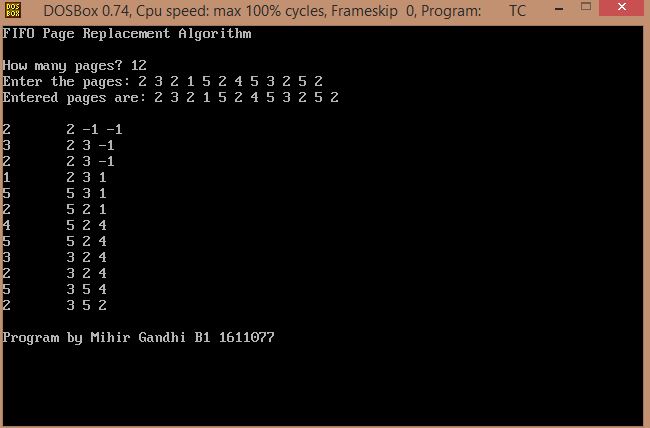 DOS BOX DOSBox 0.74, Cpu speed: max 100% cycles, Frameskip 0, Program: TC
FIFO Page Replacement Algorithm
How many pages? 12
Enter the pages: 2 3 2 1 5 2 4 5 3 2 5 2
Entered pages are: 2 3 2 1 5 2 4 5 3 2 5 2
2 2 -1 -1
3 2 3 -1
2 2 3 -1
1 2 3 1
5 5 3 1
2 5 2 1
4 5 2 4
5 5 2 4
3 3 2 4
2 3 2 4
5 3 5 4
2 3 5 2
Program by Mihir Gandhi B1 1611077